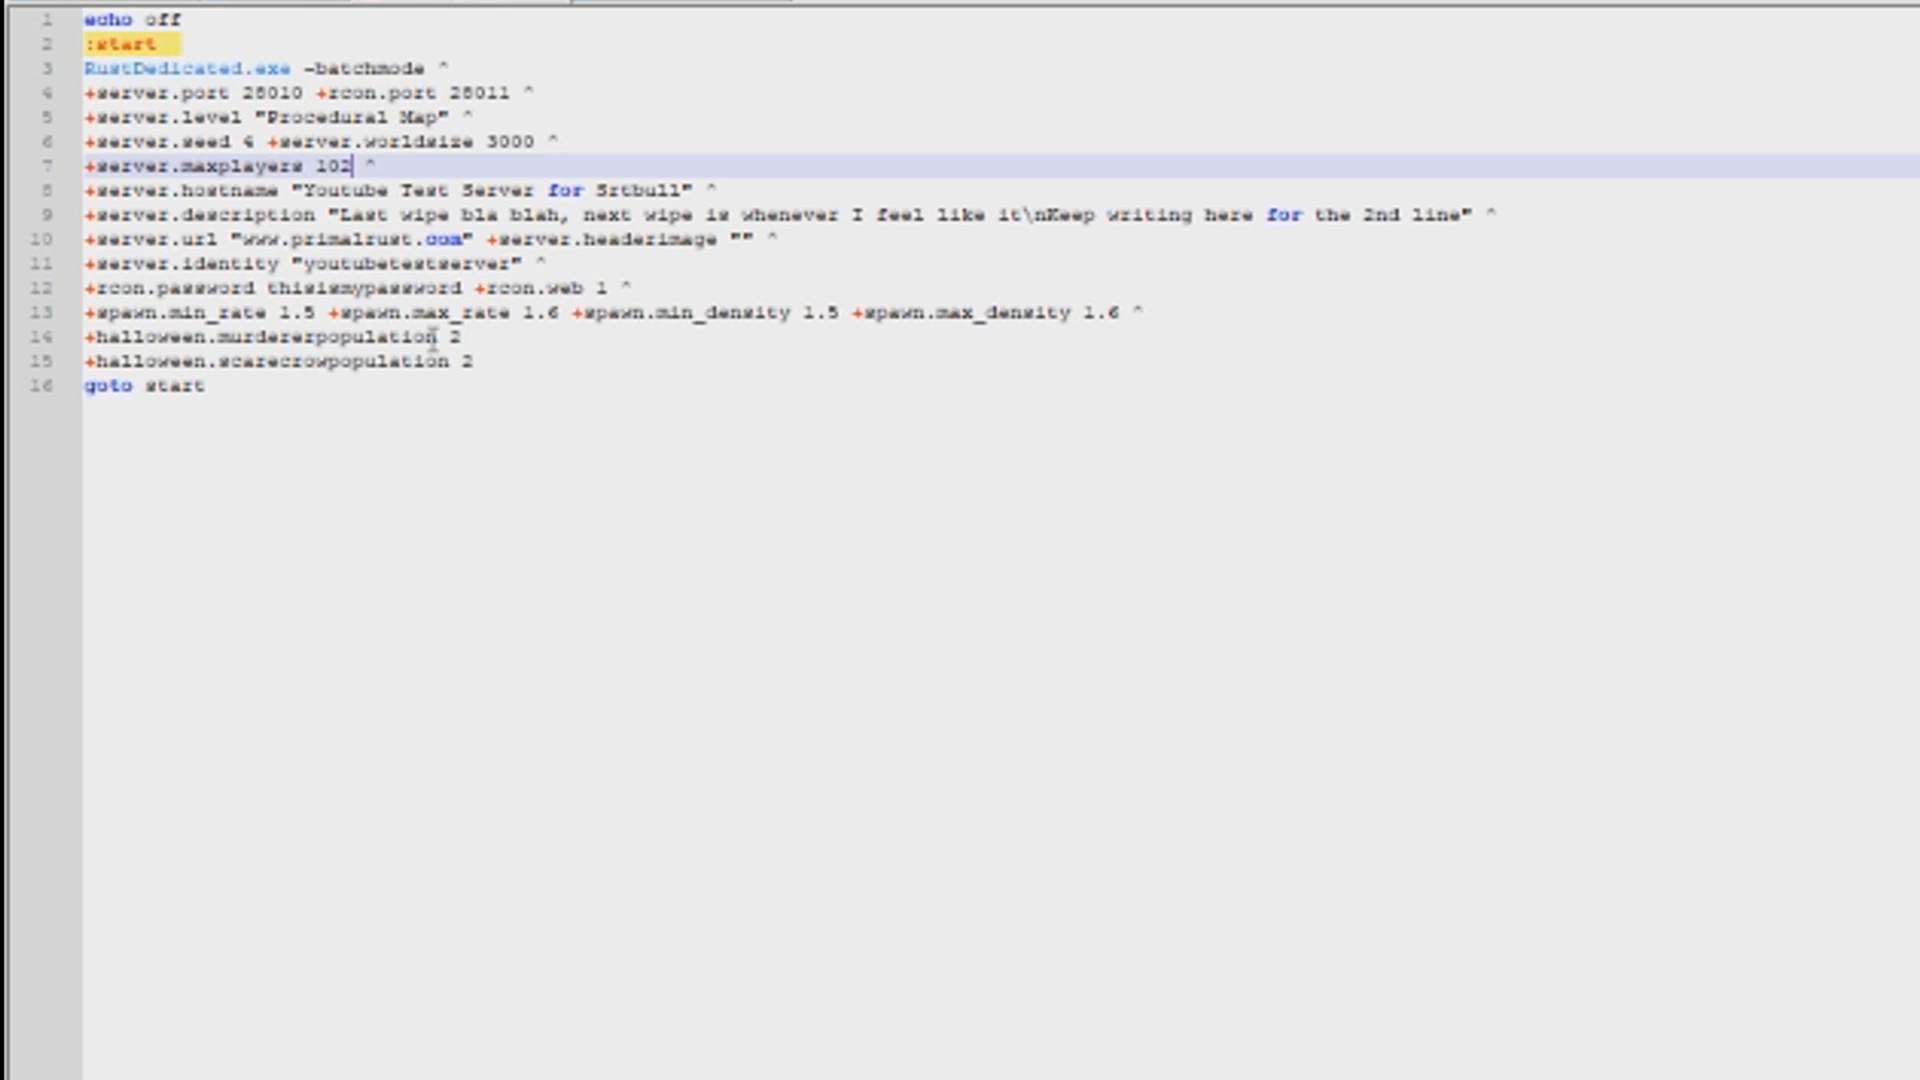 1 echo off
2 :start
3 RustDedicated.exe -batchmode ^
4 +server.port 28010 +rcon.port 28011 ^
5 +server.level "Procedural Map" ^
6 +server.seed 6 +server.worldsize 3000 ^
7 +server.maxplayers 102 ^
8 +server.hostname "Youtube Test Server for Srtbull" ^
9 +server.description "Last wipe bla blah, next wipe is whenever I feel like it\nKeep writing here for the 2nd line" ^
10 +server.url "www.primalrust.com" +server.headerimage "" ^
11 +server.identity "youtubetestserver" ^
12 +rcon.password thisismypassword +rcon.web 1 ^
13 +spawn.min_rate 1.5 +spawn.max_rate 1.6 +spawn.min_density 1.5 +spawn.max_density 1.6 ^
14 +halloween.murdererpopulation 2
15 +halloween.scarecrowpopulation 2
16 goto start